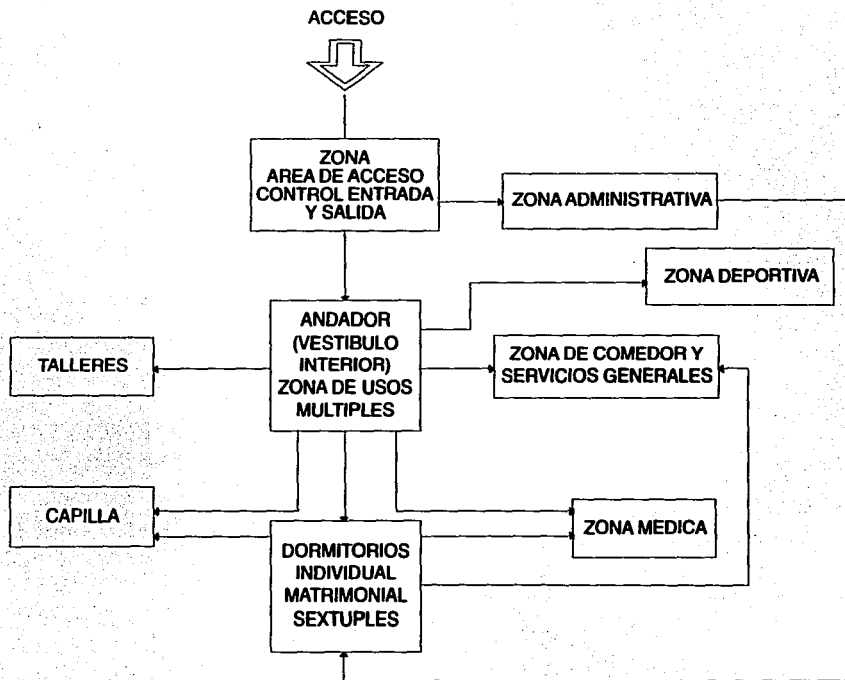 ACCESO
ZONA
AREA DE ACCESO
CONTROL ENTRADA
Y SALIDA
ZONA ADMINISTRATIVA
ZONA DEPORTIVA
ANDADOR
(VESTIBULO
INTERIOR)
ZONA DE USOS
MULTIPLES
TALLERES
ZONA DE COMEDOR Y
SERVICIOS GENERALES
CAPILLA
ZONA MEDICA
DORMITORIOS
INDIVIDUAL
MATRIMONIAL
SEXTUPLES